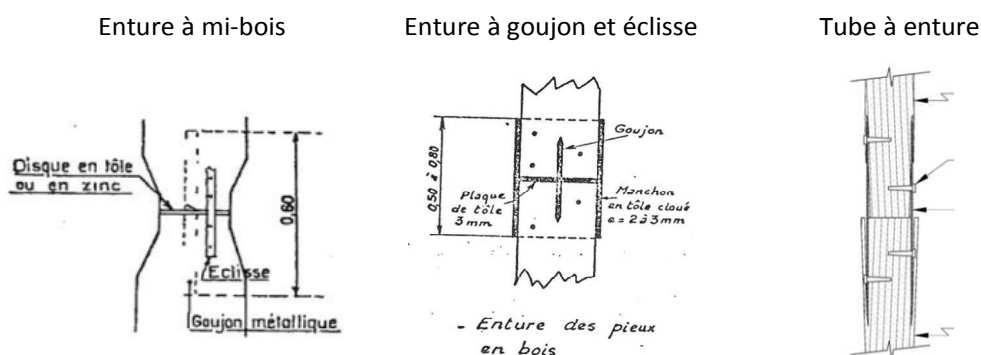 Enture à mi-bois
Enture à goujon et éclisse
Tube à enture
Disque en tôle
ou en zinc
0,60
Eclisse
Goujon métallique
0,50 à 0,80
Goujon
Plaque
de tôle
3mm
Manchon
en tôle cloué
e = 2 à 3 mm
- Enture des pieux
en bois